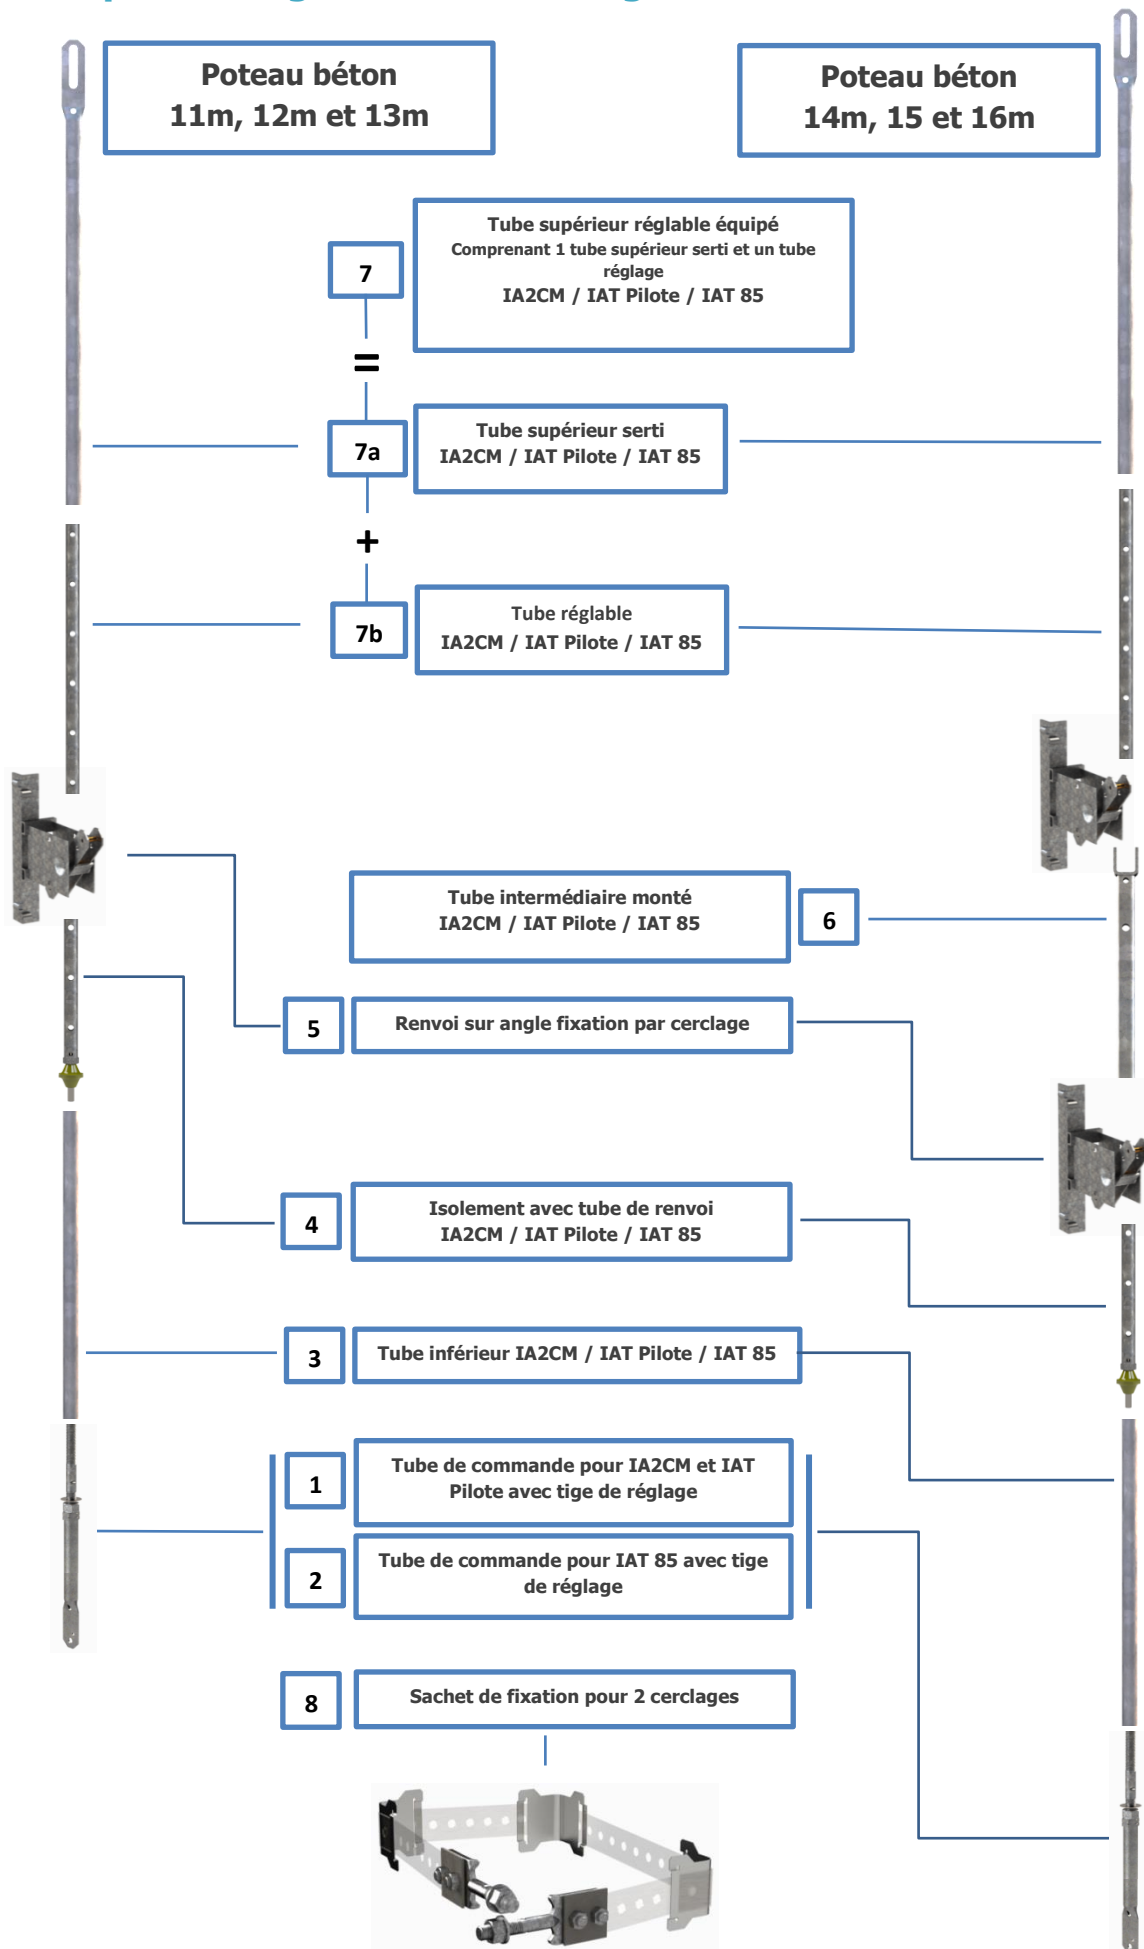 Poteau béton
11m, 12m et 13m
Poteau béton
14m, 15 et 16m
7
Tube supérieur réglable équipé
Comprenant 1 tube supérieur serti et un tube
réglage
IA2CM / IAT Pilote / IAT 85
=
7a
Tube supérieur serti
IA2CM / IAT Pilote / IAT 85
+
7b
Tube réglable
IA2CM / IAT Pilote / IAT 85
Tube intermédiaire monté
IA2CM / IAT Pilote / IAT 85
6
5
Renvoi sur angle fixation par cerclage
4
Isolement avec tube de renvoi
IA2CM / IAT Pilote / IAT 85
3
Tube inférieur IA2CM / IAT Pilote / IAT 85
1
Tube de commande pour IA2CM et IAT
Pilote avec tige de réglage
2
Tube de commande pour IAT 85 avec tige
de réglage
8
Sachet de fixation pour 2 cerclages